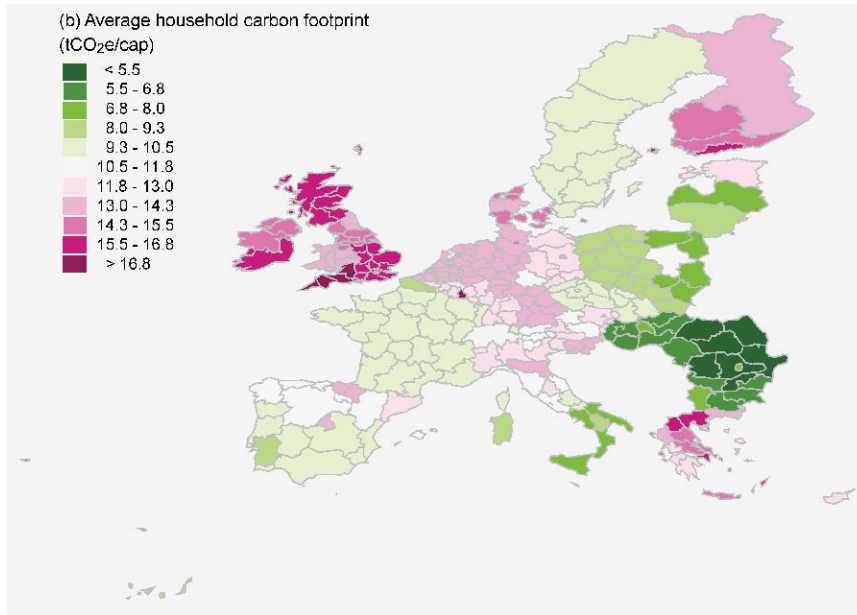 (b) Average household carbon footprint
(tCO₂e/cap)
< 5.5
5.5 - 6.8
6.8 - 8.0
8.0 - 9.3
9.3 - 10.5
10.5 - 11.8
11.8 - 13.0
13.0 - 14.3
14.3 - 15.5
15.5 - 16.8
> 16.8